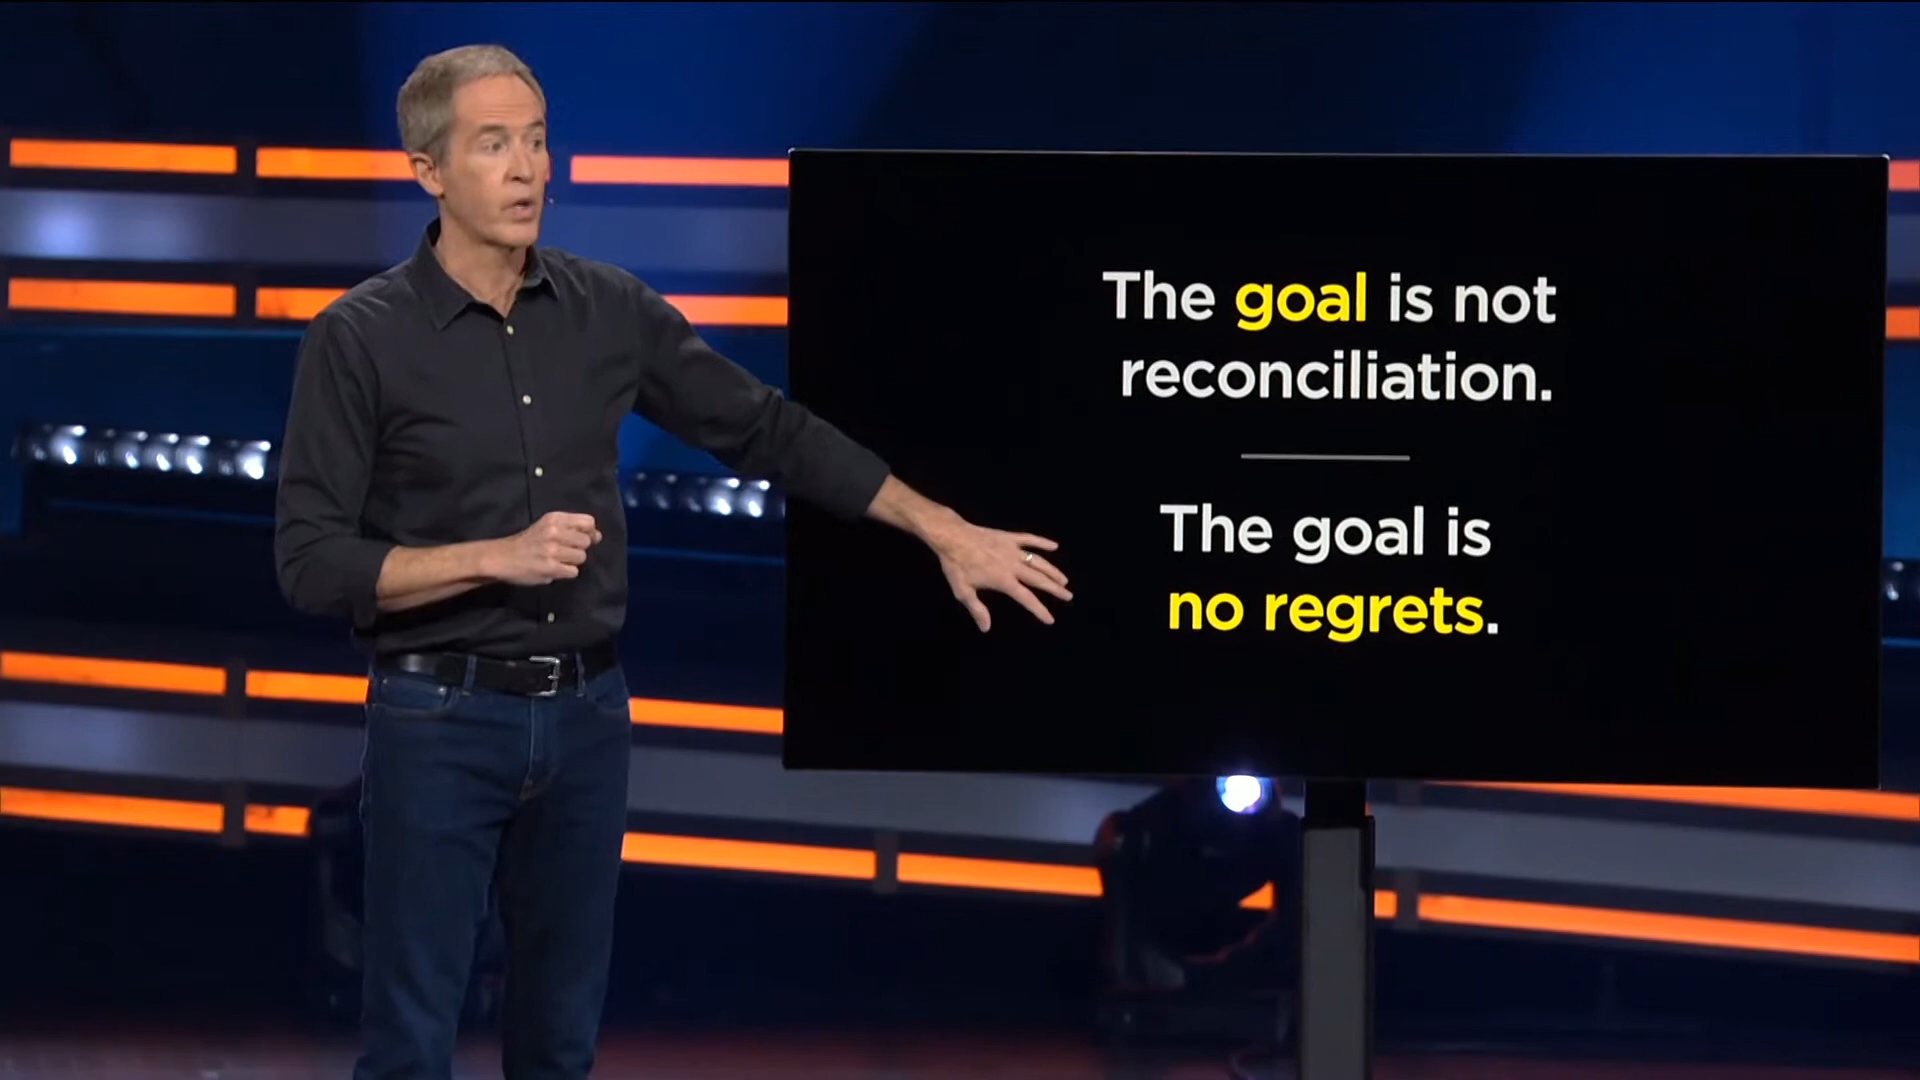 The goal is not
reconciliation.
The goal is
no regrets.